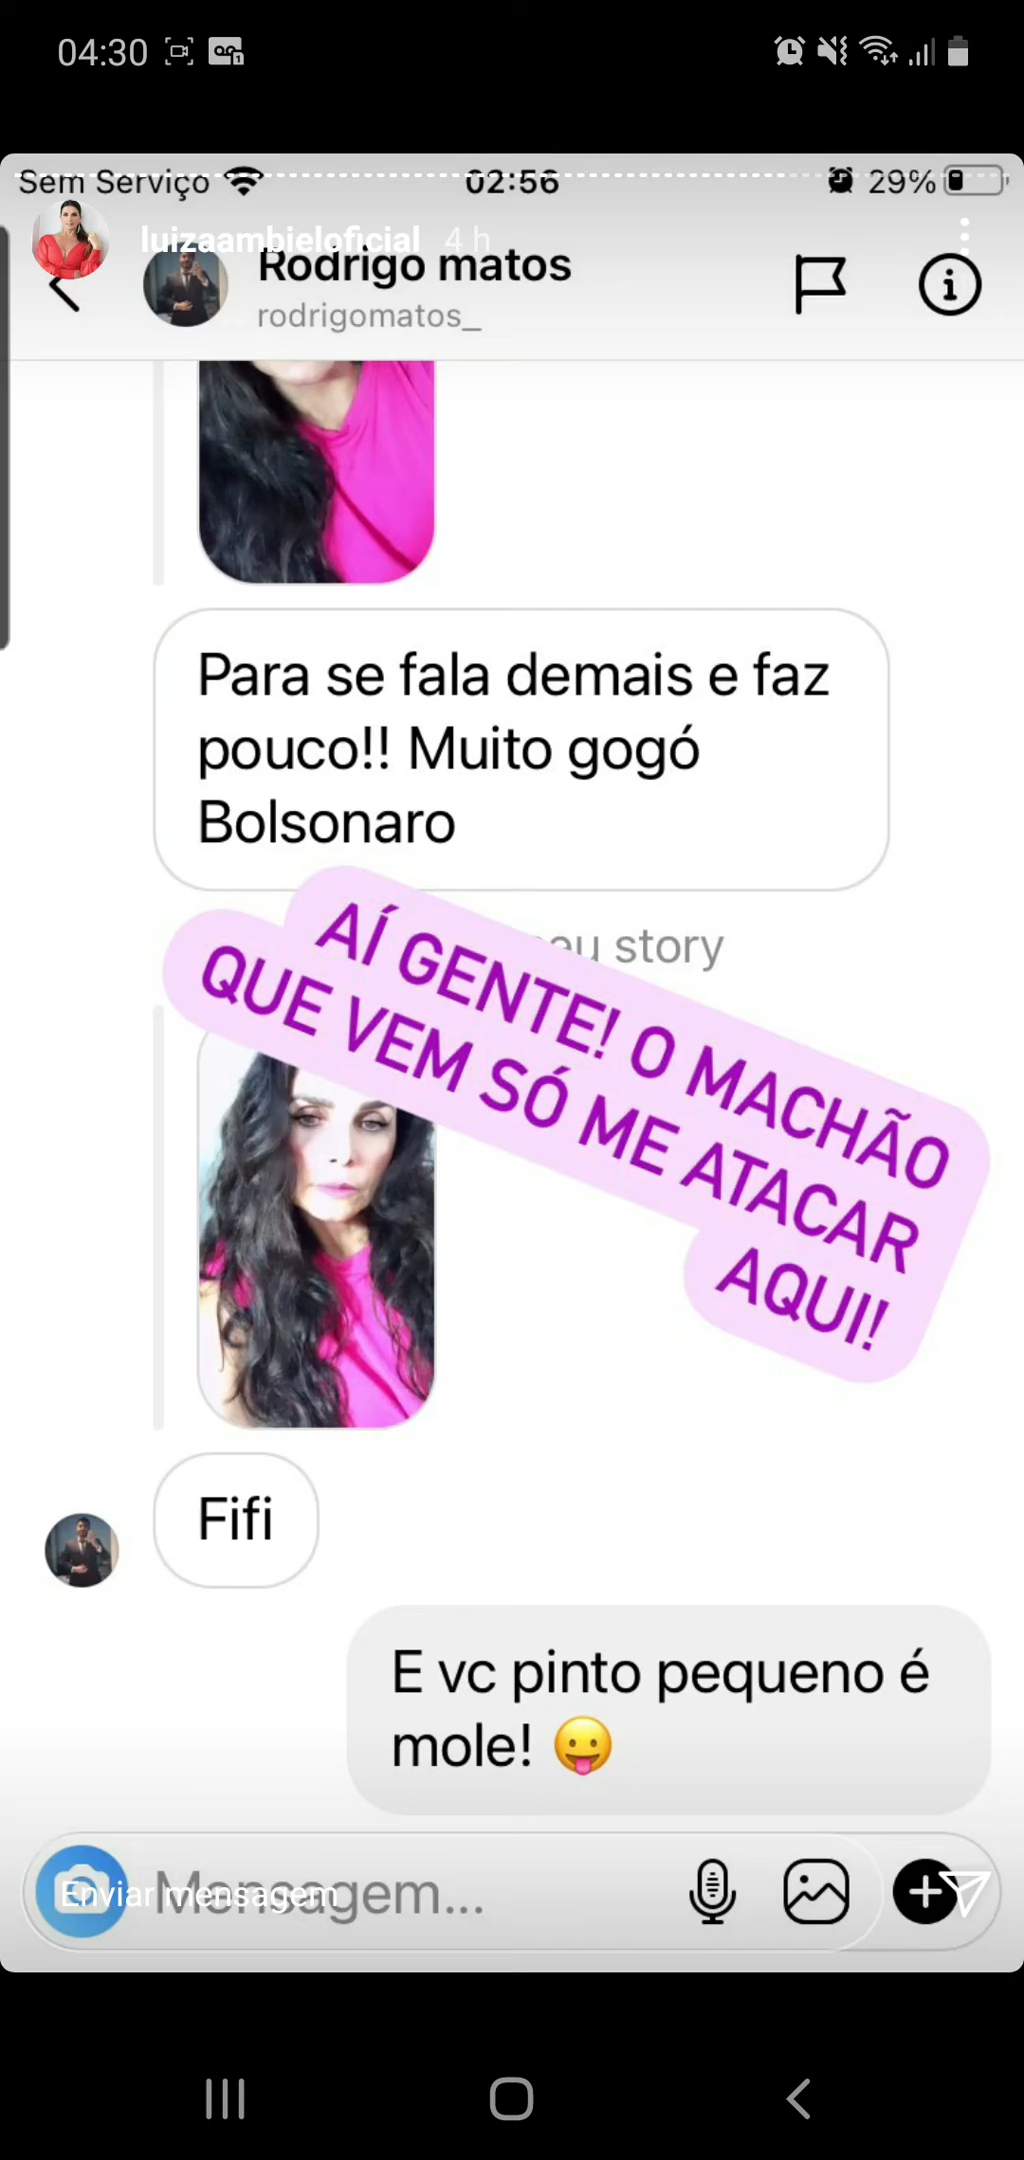 04:30
Sem Serviço 02:56 29%
luizaambieloficial 4 h
Rodrigo matos
rodrigomatos_
Para se fala demais e faz
pouco!! Muito gogó
Bolsonaro
story
AÍ GENTE! O MACHÃO
QUE VEM SÓ ME ATACAR
AQUI!
Fifi
E vc pinto pequeno é
mole! 😛
Mensagem...
Enviar mensagem